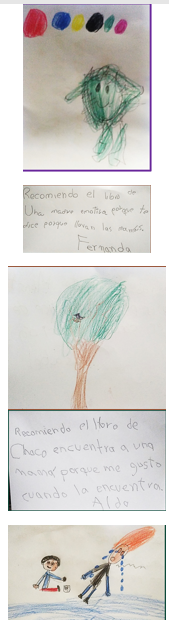 Recomiendo el libro de
Una mamá emotiva porque te
dice porque lloran las mamás
Fernanda
Recomiendo el libro de
Choco encuentra a una
mamá porque me gusto
cuando la encuentra
Aldo